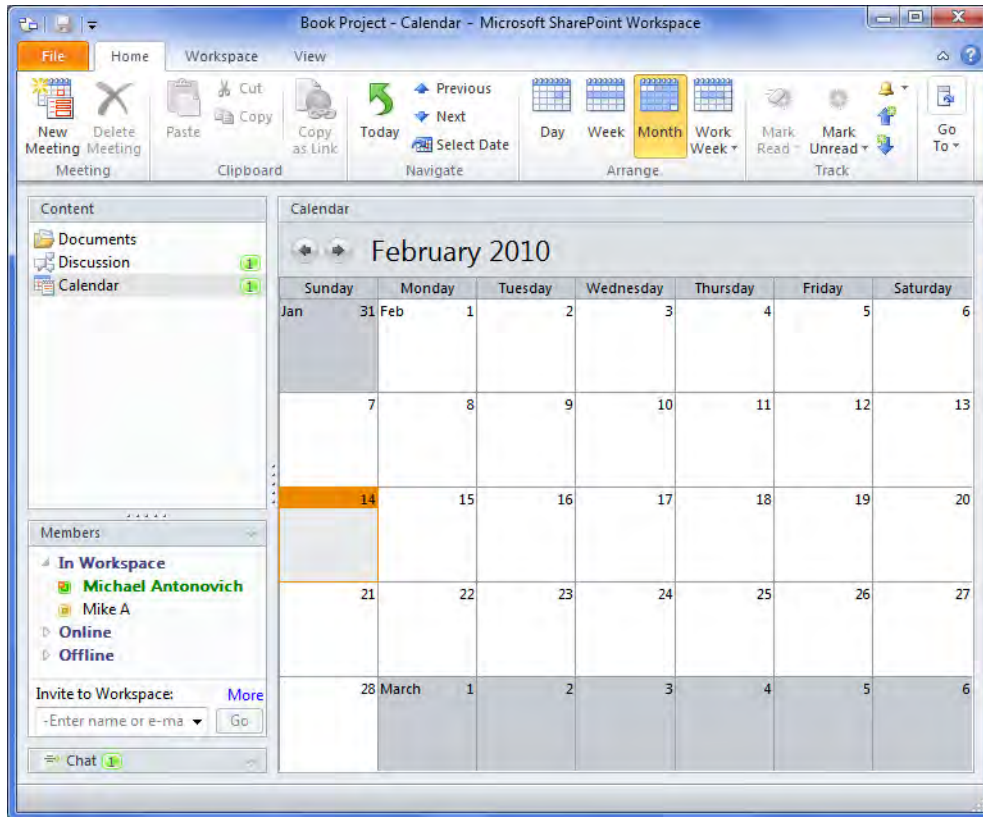 Book Project - Calendar - Microsoft SharePoint Workspace
File Home Workspace View
New Meeting
Delete Meeting
Meeting
Paste
Cut
Copy
Clipboard
Copy as Link
Today
Previous
Next
Select Date
Navigate
Day
Week
Month
Work Week
Arrange
Mark Read
Mark Unread
Track
Go To
Content
Documents
Discussion 1
Calendar 1
Members
In Workspace
Michael Antonovich
Mike A
Online
Offline
Invite to Workspace: More
-Enter name or e-ma Go
Chat 1
Calendar
February 2010
Sunday Monday Tuesday Wednesday Thursday Friday Saturday
Jan 31 Feb 1 2 3 4 5 6
7 8 9 10 11 12 13
14 15 16 17 18 19 20
21 22 23 24 25 26 27
28 March 1 2 3 4 5 6